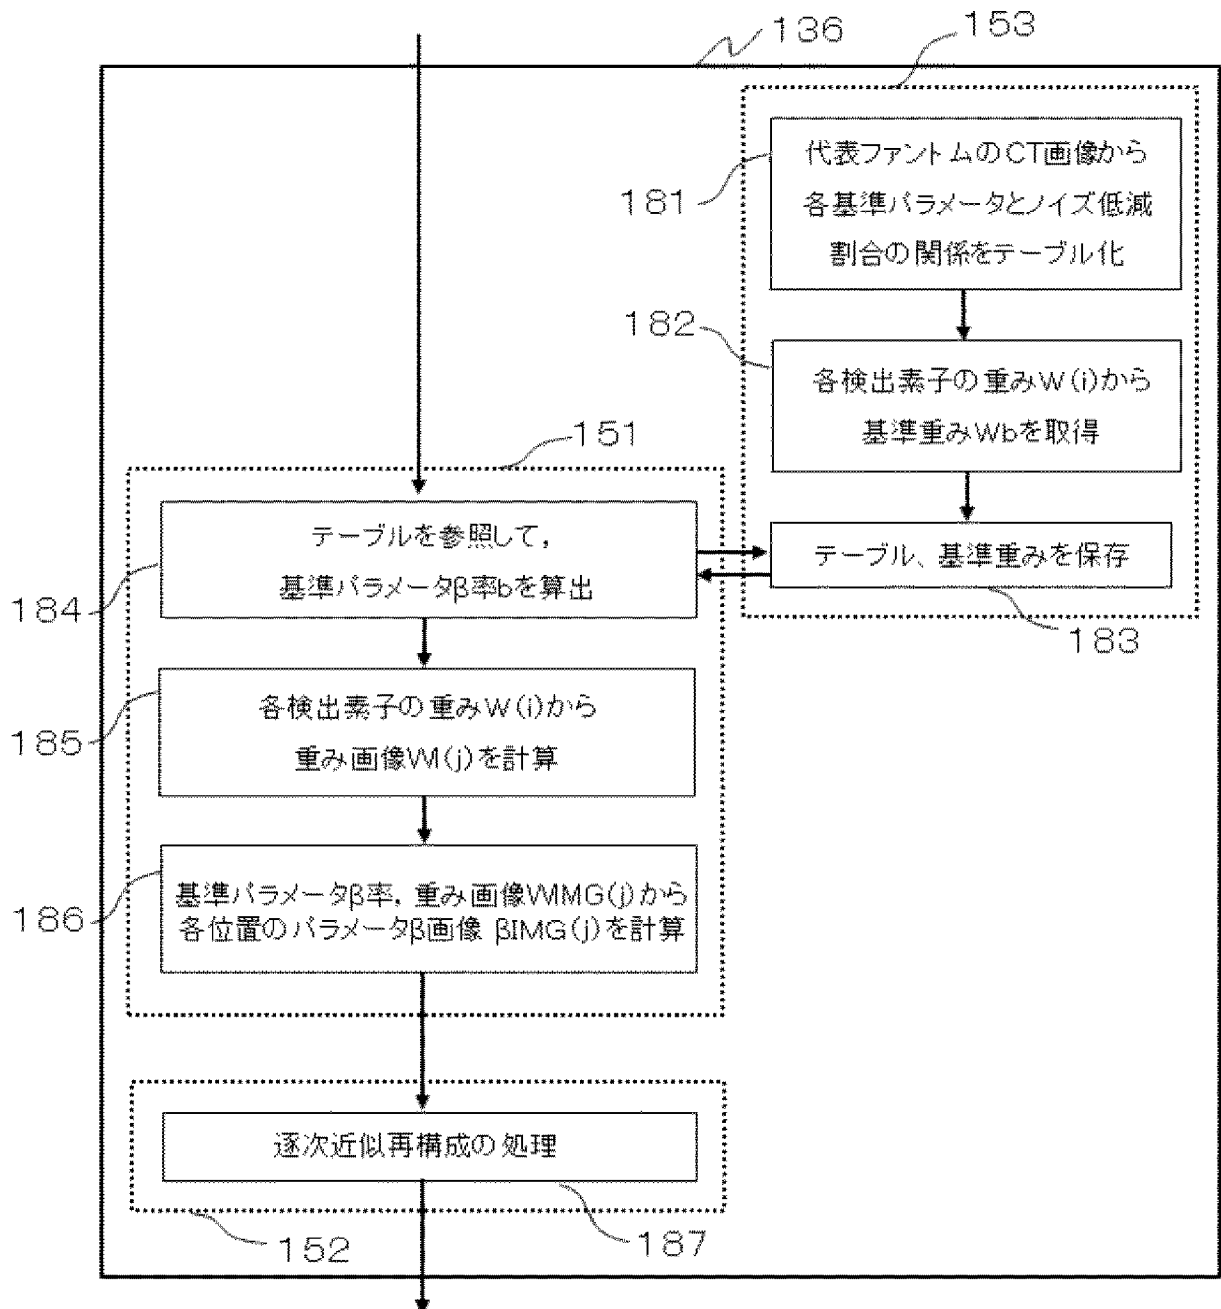 136
153
代表ファントムのCT画像から
各基準パラメータとノイズ低減
割合の関係をテーブル化
181
182
各検出素子の重みW(i)から
基準重みWbを取得
151
テーブルを参照して,
基準パラメータβ率bを算出
テーブル、基準重みを保存
184
183
各検出素子の重みW(i)から
重み画像WI(j)を計算
185
基準パラメータβ率, 重み画像WIMG(j)から
各位置のパラメータβ画像 βIMG(j)を計算
186
逐次近似再構成の処理
152
187